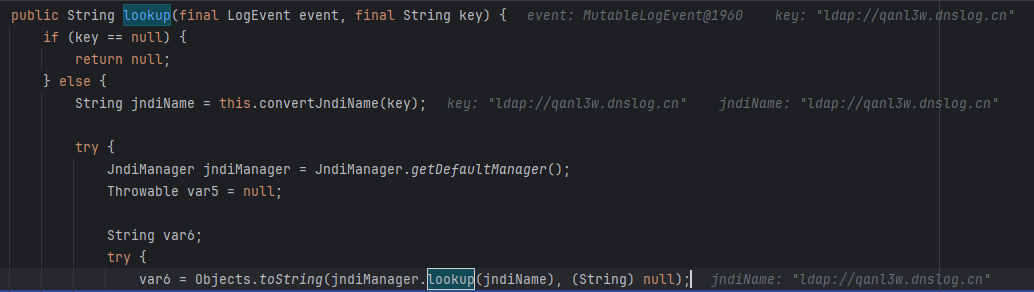 public String lookup(final LogEvent event, final String key) {  event: MutableLogEvent@1960    key: "ldap://qanl3w.dnslog.cn"
    if (key == null) {
        return null;
    } else {
        String jndiName = this.convertJndiName(key);  key: "ldap://qanl3w.dnslog.cn"    jndiName: "ldap://qanl3w.dnslog.cn"
        try {
            JndiManager jndiManager = JndiManager.getDefaultManager();
            Throwable var5 = null;
            String var6;
            try {
                var6 = Objects.toString(jndiManager.lookup(jndiName), (String) null);  jndiName: "ldap://qanl3w.dnslog.cn"